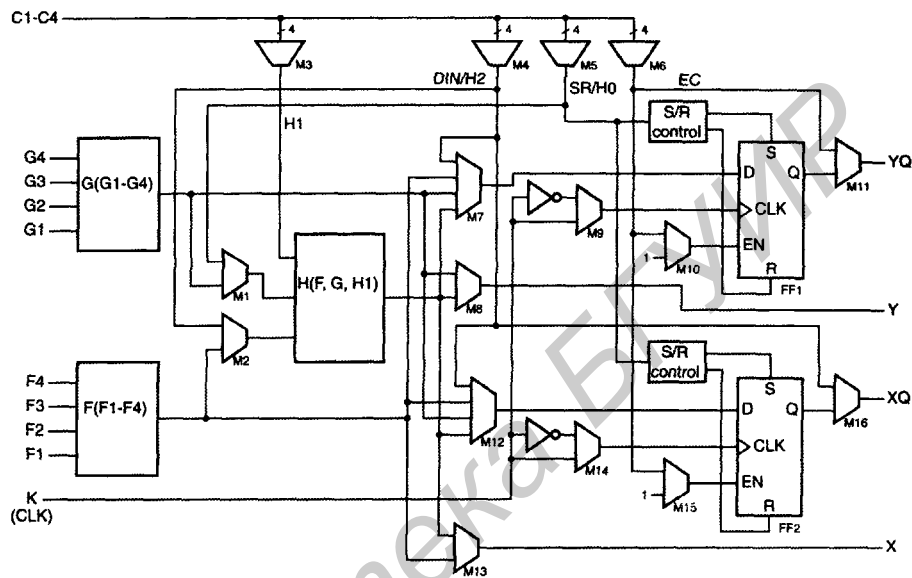 C1-C4
4 4 4 4
M3 M4 M5 M6
DIN/H2 SR/H0 EC
H1
S/R
control
G4
G3
G2
G1
G(G1-G4)
S
D Q
CLK
EN
R
FF1
M7
M9
M10
1
M11
YQ
M1
M2
H(F, G, H1)
M8
Y
F4
F3
F2
F1
F(F1-F4)
S/R
control
S
D Q
CLK
EN
R
FF2
M12
M14
M15
1
M16
XQ
K
(CLK)
M13
X
тека БГУИР